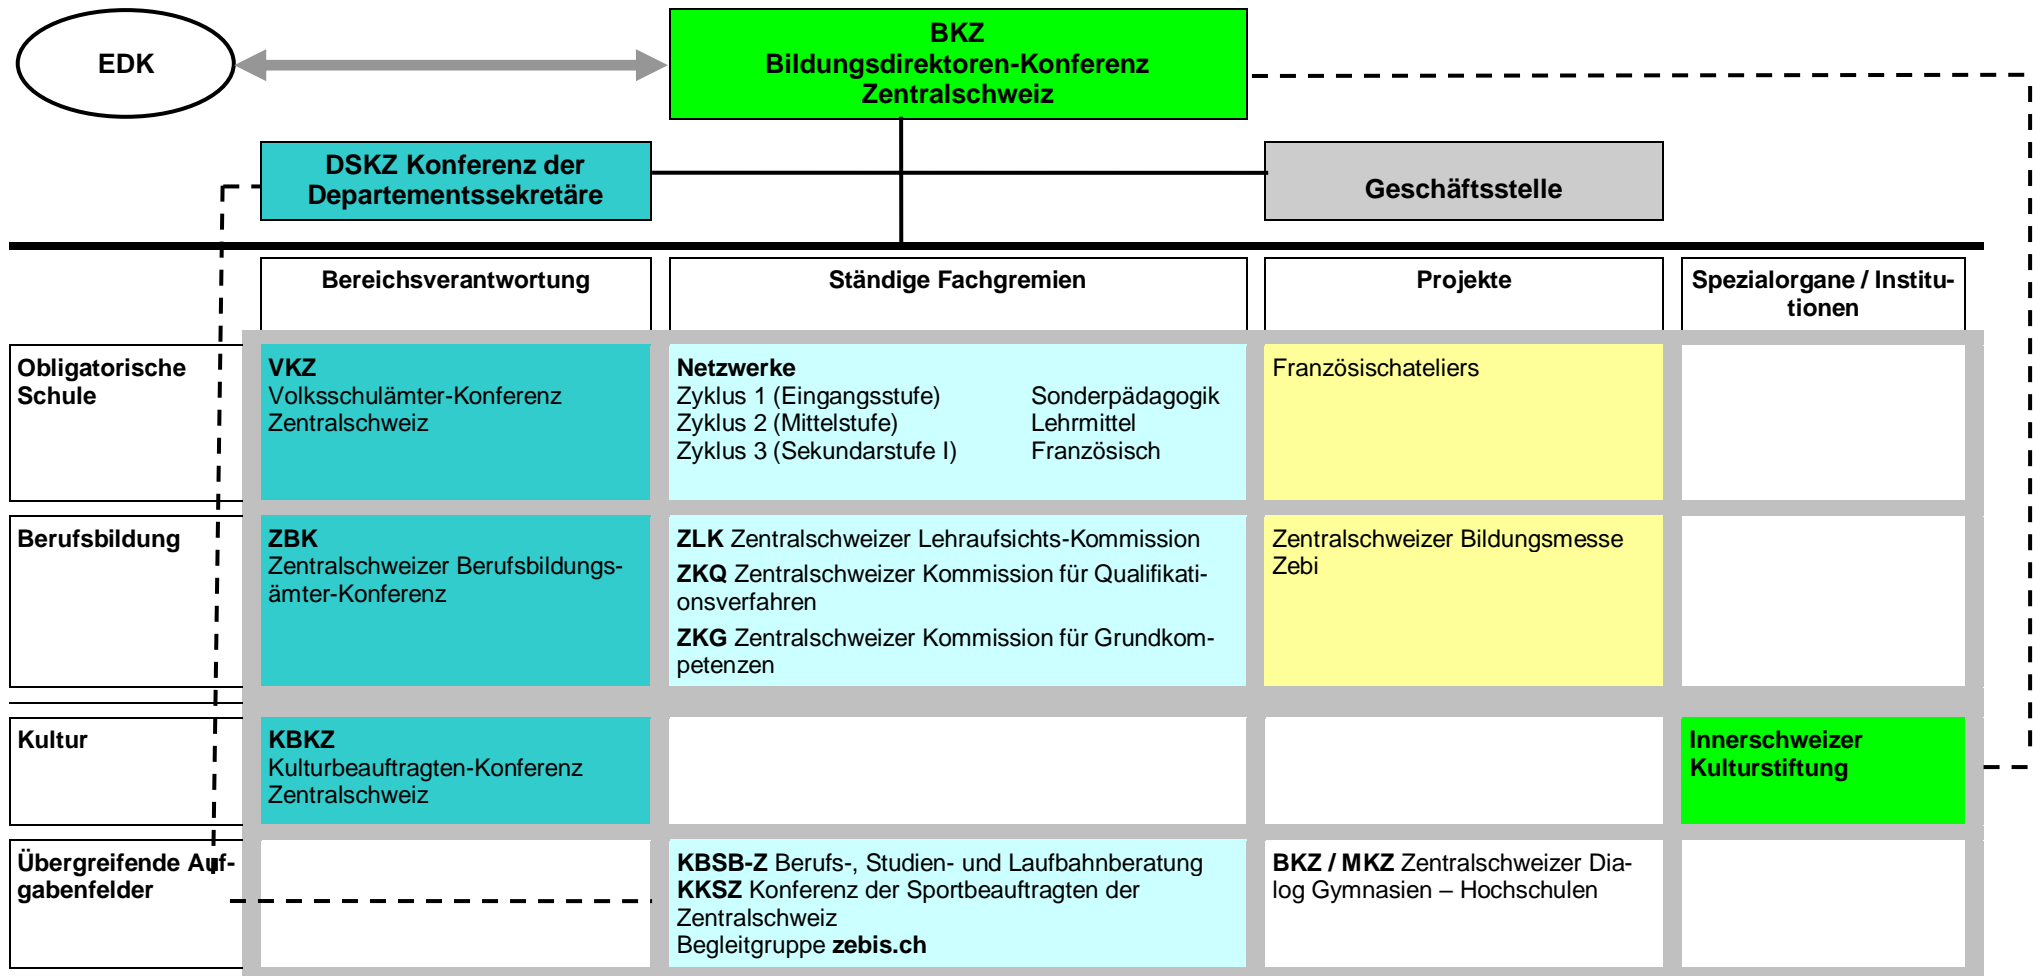 EDK
BKZ
Bildungsdirektoren-Konferenz
Zentralschweiz
DSKZ Konferenz der
Departementssekretäre
Geschäftsstelle
Bereichsverantwortung
Ständige Fachgremien
Projekte
Spezialorgane / Institu-
tionen
Obligatorische
Schule
VKZ
Volksschulämter-Konferenz
Zentralschweiz
Netzwerke
Zyklus 1 (Eingangsstufe) Sonderpädagogik
Zyklus 2 (Mittelstufe) Lehrmittel
Zyklus 3 (Sekundarstufe I) Französisch
Französischateliers
Berufsbildung
ZBK
Zentralschweizer Berufsbildungs-
ämter-Konferenz
ZLK Zentralschweizer Lehraufsichts-Kommission
ZKQ Zentralschweizer Kommission für Qualifikati-
onsverfahren
ZKG Zentralschweizer Kommission für Grundkom-
petenzen
Zentralschweizer Bildungsmesse
Zebi
Kultur
KBKZ
Kulturbeauftragten-Konferenz
Zentralschweiz
Innerschweizer
Kulturstiftung
Übergreifende Auf-
gabenfelder
KBSB-Z Berufs-, Studien- und Laufbahnberatung
KKSZ Konferenz der Sportbeauftragten der
Zentralschweiz
Begleitgruppe zebis.ch
BKZ / MKZ Zentralschweizer Dia-
log Gymnasien – Hochschulen